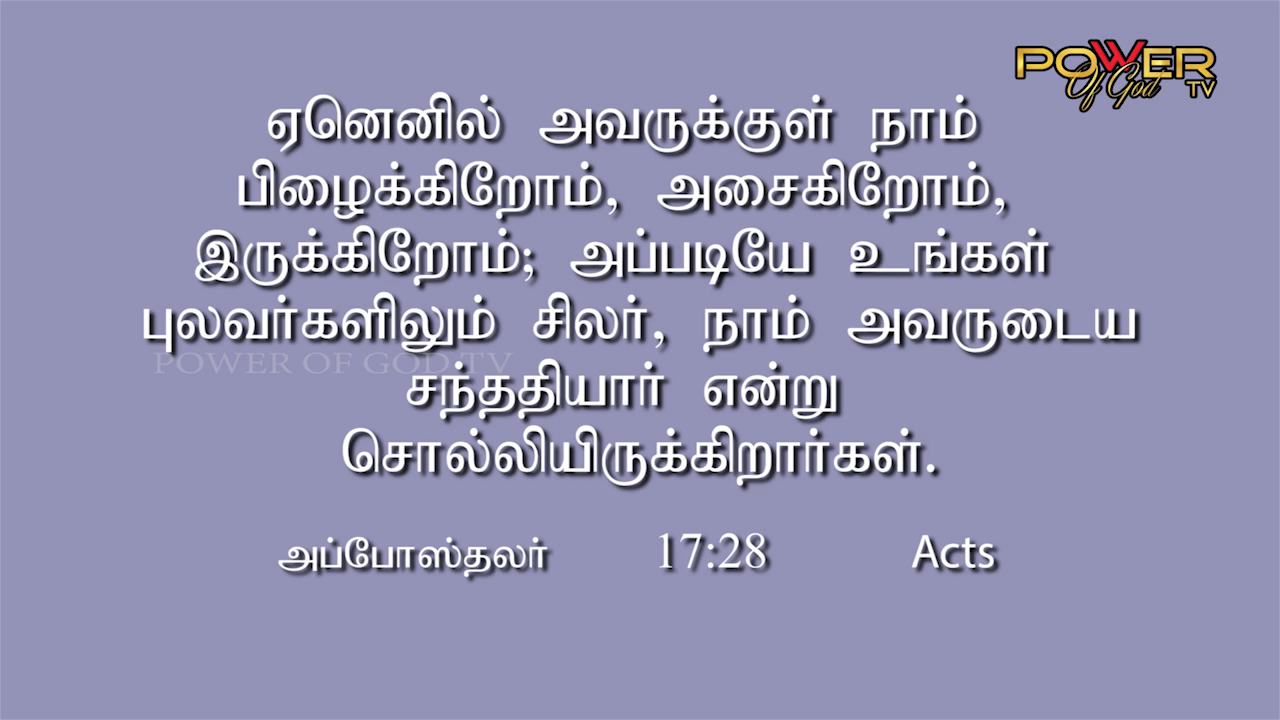 POWER
Of God TV
ஏனெனில் அவருக்குள் நாம்
பிழைக்கிறோம், அசைகிறோம்,
இருக்கிறோம்; அப்படியே உங்கள்
புலவர்களிலும் சிலர், நாம் அவருடைய
POWER OF GOD TV
சந்ததியார் என்று
சொல்லியிருக்கிறார்கள்.
அப்போஸ்தலர் 17:28 Acts